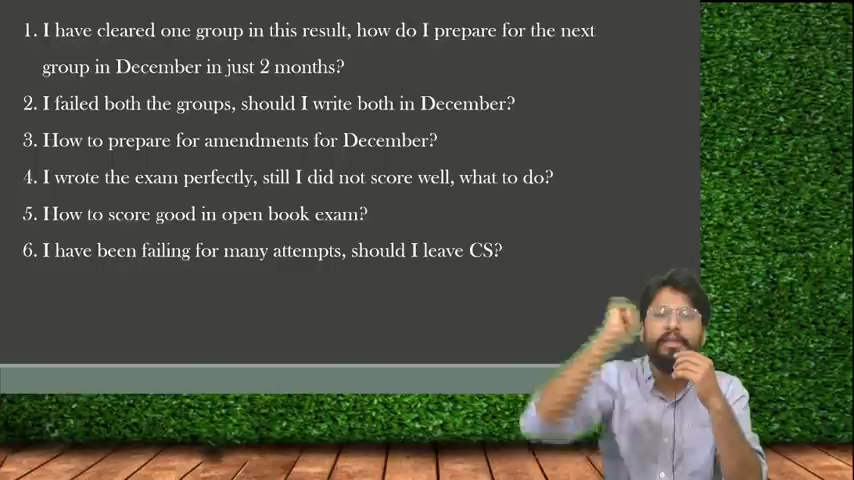 1. I have cleared one group in this result, how do I prepare for the next
group in December in just 2 months?
2. I failed both the groups, should I write both in December?
3. How to prepare for amendments for December?
4. I wrote the exam perfectly, still I did not score well, what to do?
5. How to score good in open book exam?
6. I have been failing for many attempts, should I leave CS?